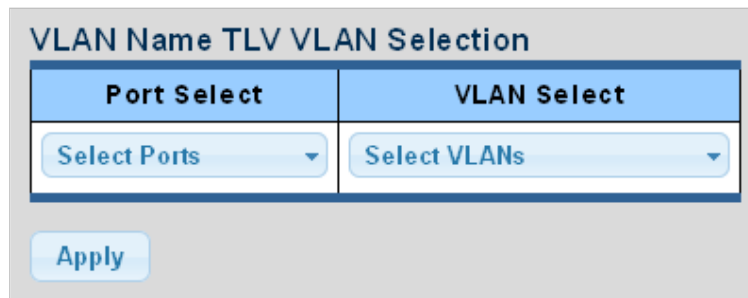 VLAN Name TLV VLAN Selection
Port Select
VLAN Select
Select Ports
Select VLANs
Apply